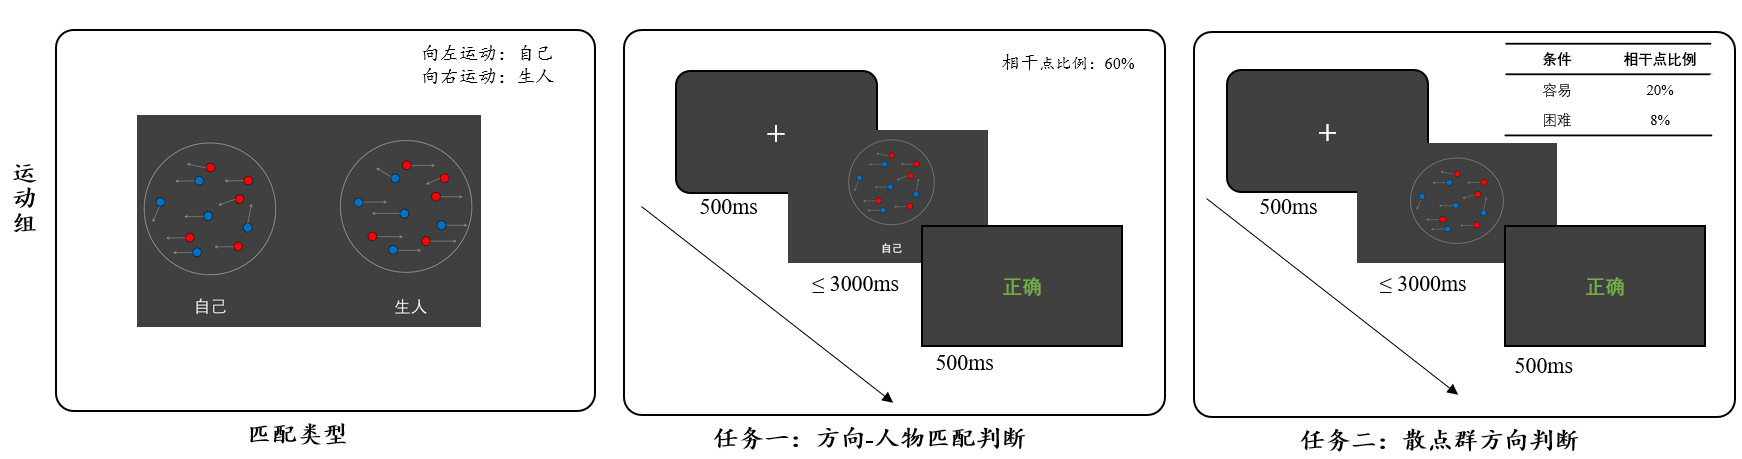 运动组
向左运动：自己
向右运动：生人
自己
生人
匹配类型
相干点比例：60%
+
500ms
自己
≤ 3000ms
正确
500ms
任务一：方向-人物匹配判断
条件 相干点比例
容易 20%
困难 8%
+
500ms
≤ 3000ms
正确
500ms
任务二：散点群方向判断